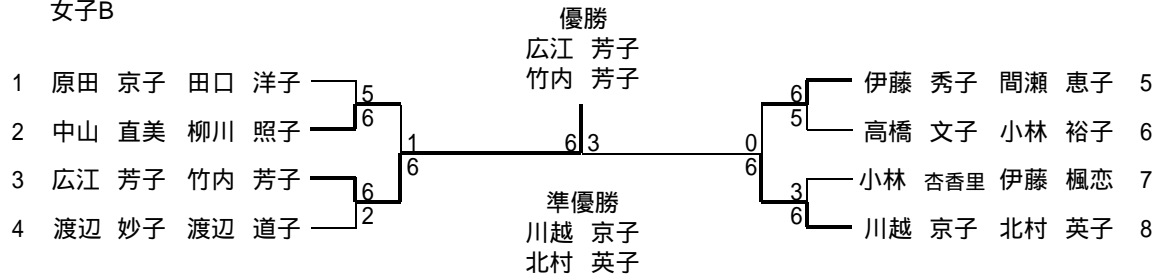 女子B
優勝
広江 芳子
竹内 芳子
1 原田 京子 田口 洋子
5
6
2 中山 直美 柳川 照子
1
6
3 広江 芳子 竹内 芳子
6
2
4 渡辺 妙子 渡辺 道子
6 3
伊藤 秀子 間瀬 恵子 5
6
5
高橋 文子 小林 裕子 6
0
6
小林 杏香里 伊藤 楓恋 7
3
6
川越 京子 北村 英子 8
準優勝
川越 京子
北村 英子